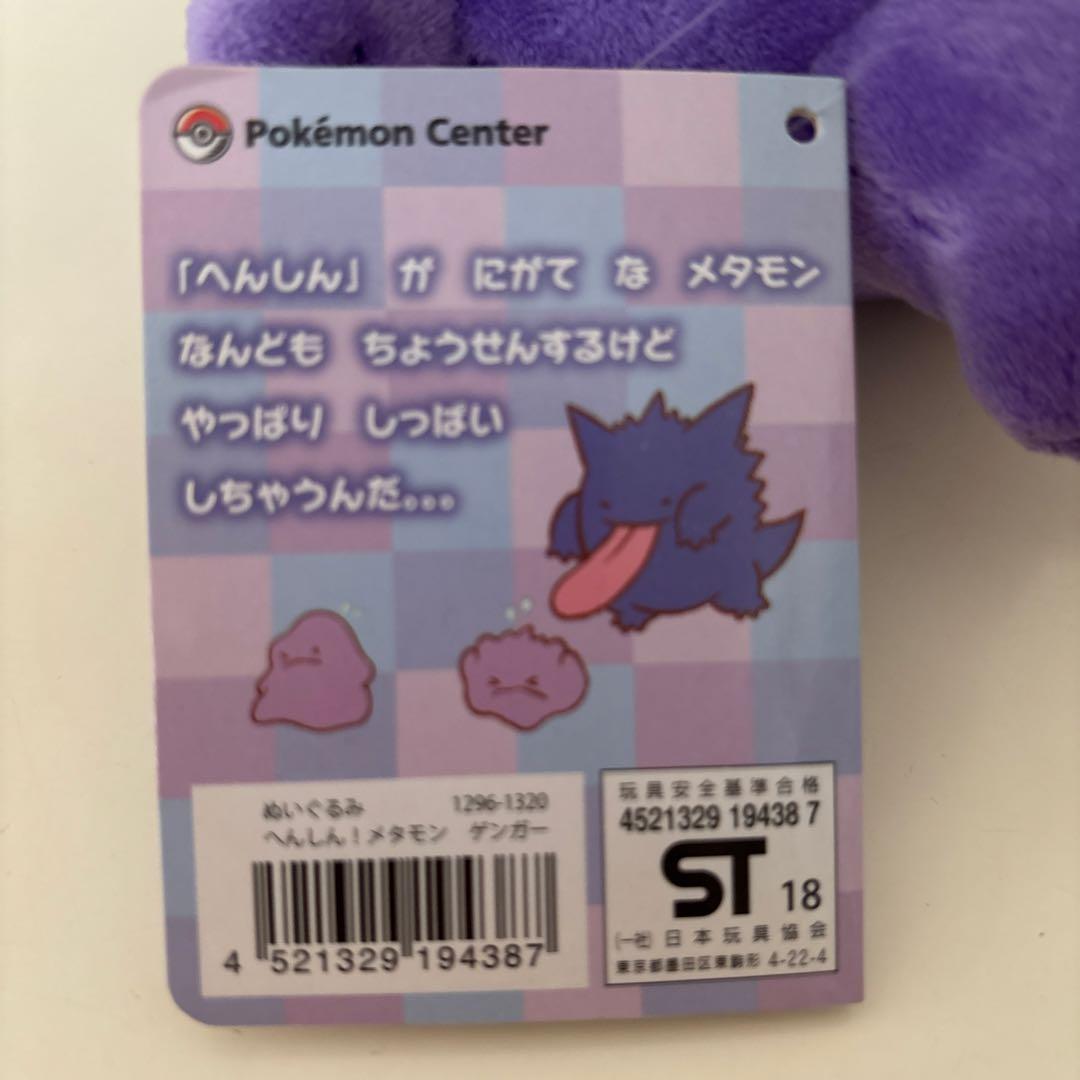 Pokémon Center
「へんしん」 が にがて な メタモン
なんども ちょうせんするけど
やっぱり しっぱい
しちゃうんだ。。。
ぬいぐるみ 1296-1320
へんしん！メタモン ゲンガー
4 521329 194387
玩具安全基準合格
4521329 19438 7
ST 18
(一社) 日本玩具協会
東京都墨田区東駒形 4-22-4